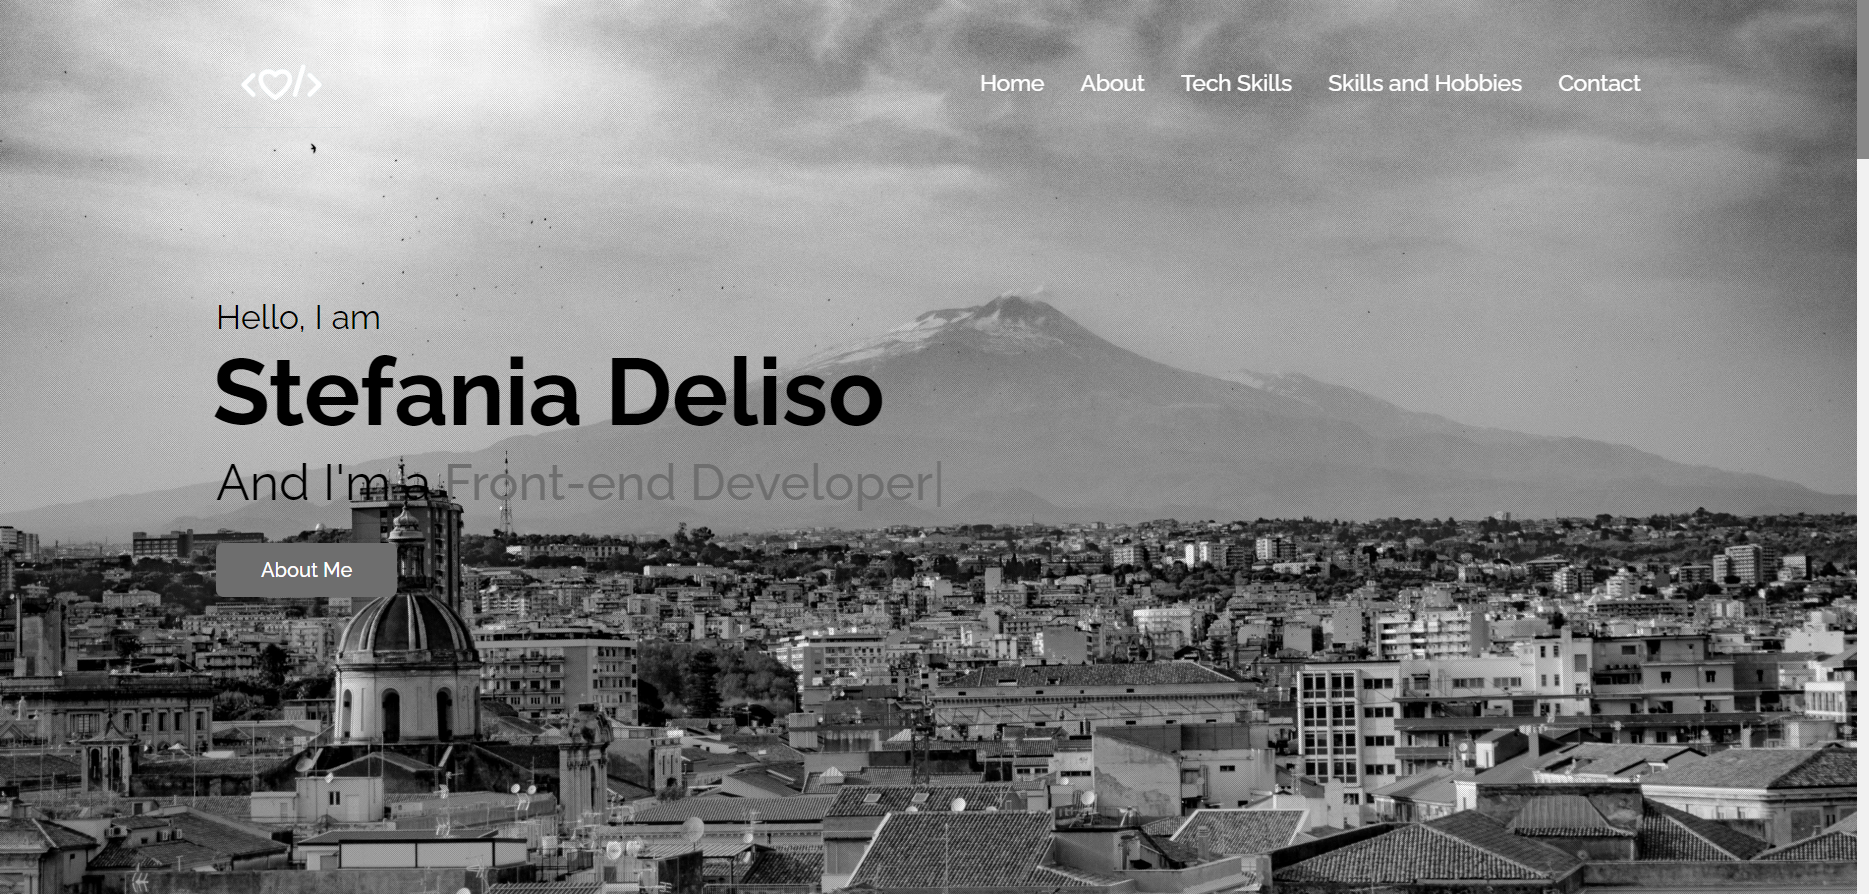 Home About Tech Skills Skills and Hobbies Contact
Hello, I am
Stefania Deliso
And I'm a Front-end Developer|
About Me